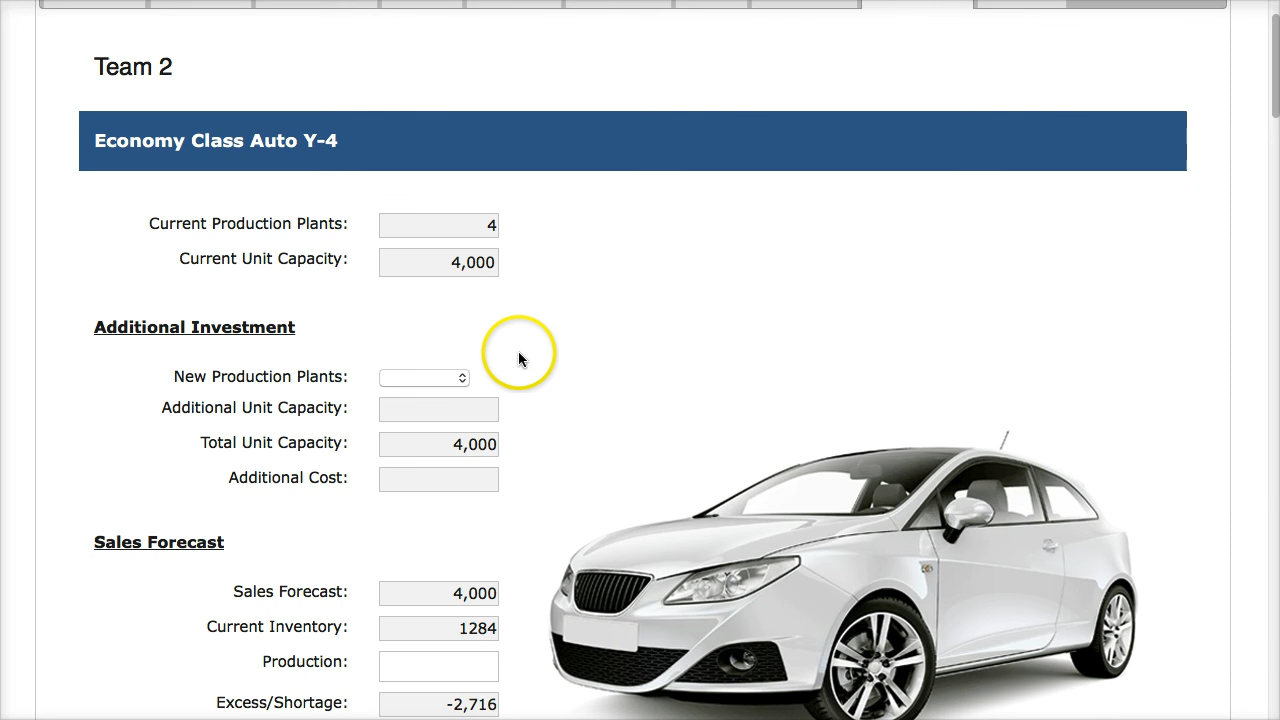 Team 2
Economy Class Auto Y-4
Current Production Plants: 4
Current Unit Capacity: 4,000
Additional Investment
New Production Plants:
Additional Unit Capacity:
Total Unit Capacity: 4,000
Additional Cost:
Sales Forecast
Sales Forecast: 4,000
Current Inventory: 1284
Production:
Excess/Shortage: -2,716